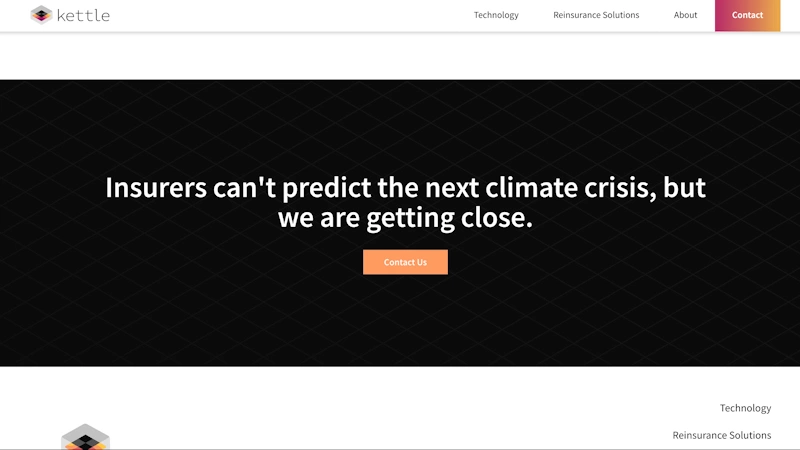 kettle
Technology
Reinsurance Solutions
About
Contact
Insurers can't predict the next climate crisis, but
we are getting close.
Contact Us
Technology
Reinsurance Solutions